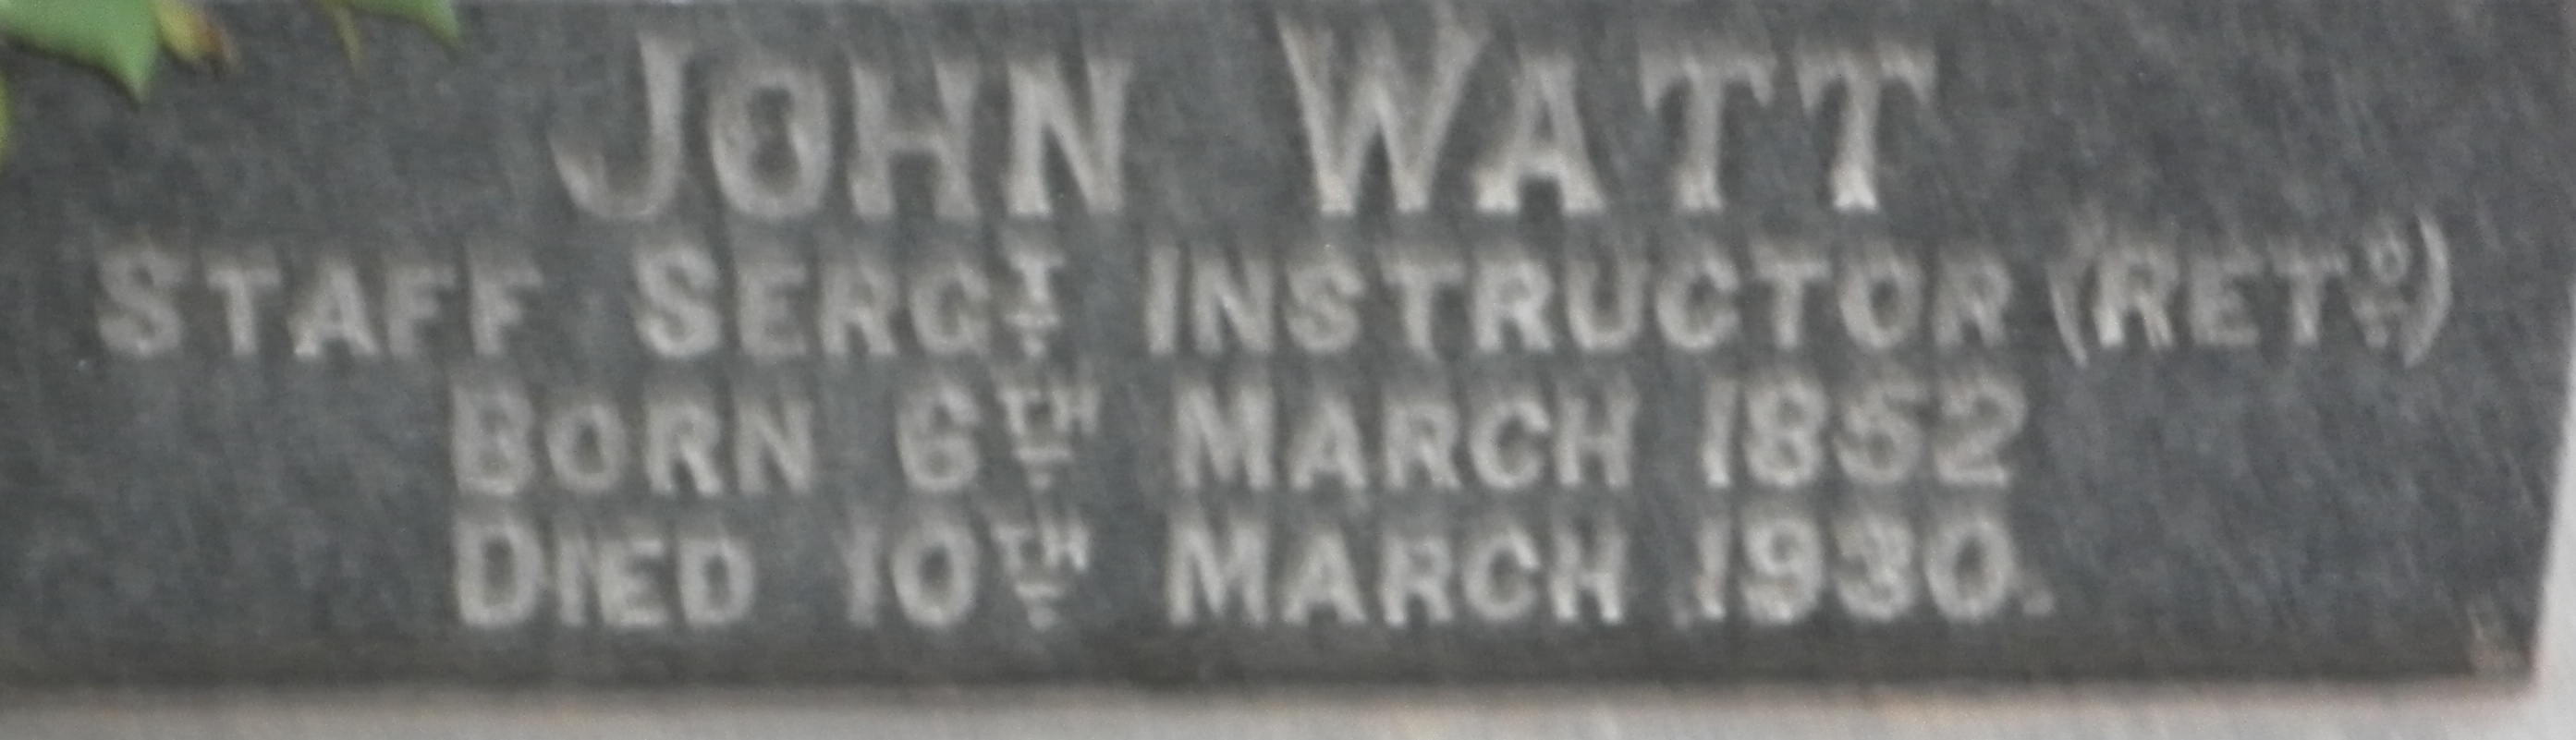 JOHN WATT
STAFF SERGT INSTRUCTOR (RETD)
BORN 6TH MARCH 1852
DIED 10TH MARCH 1930.